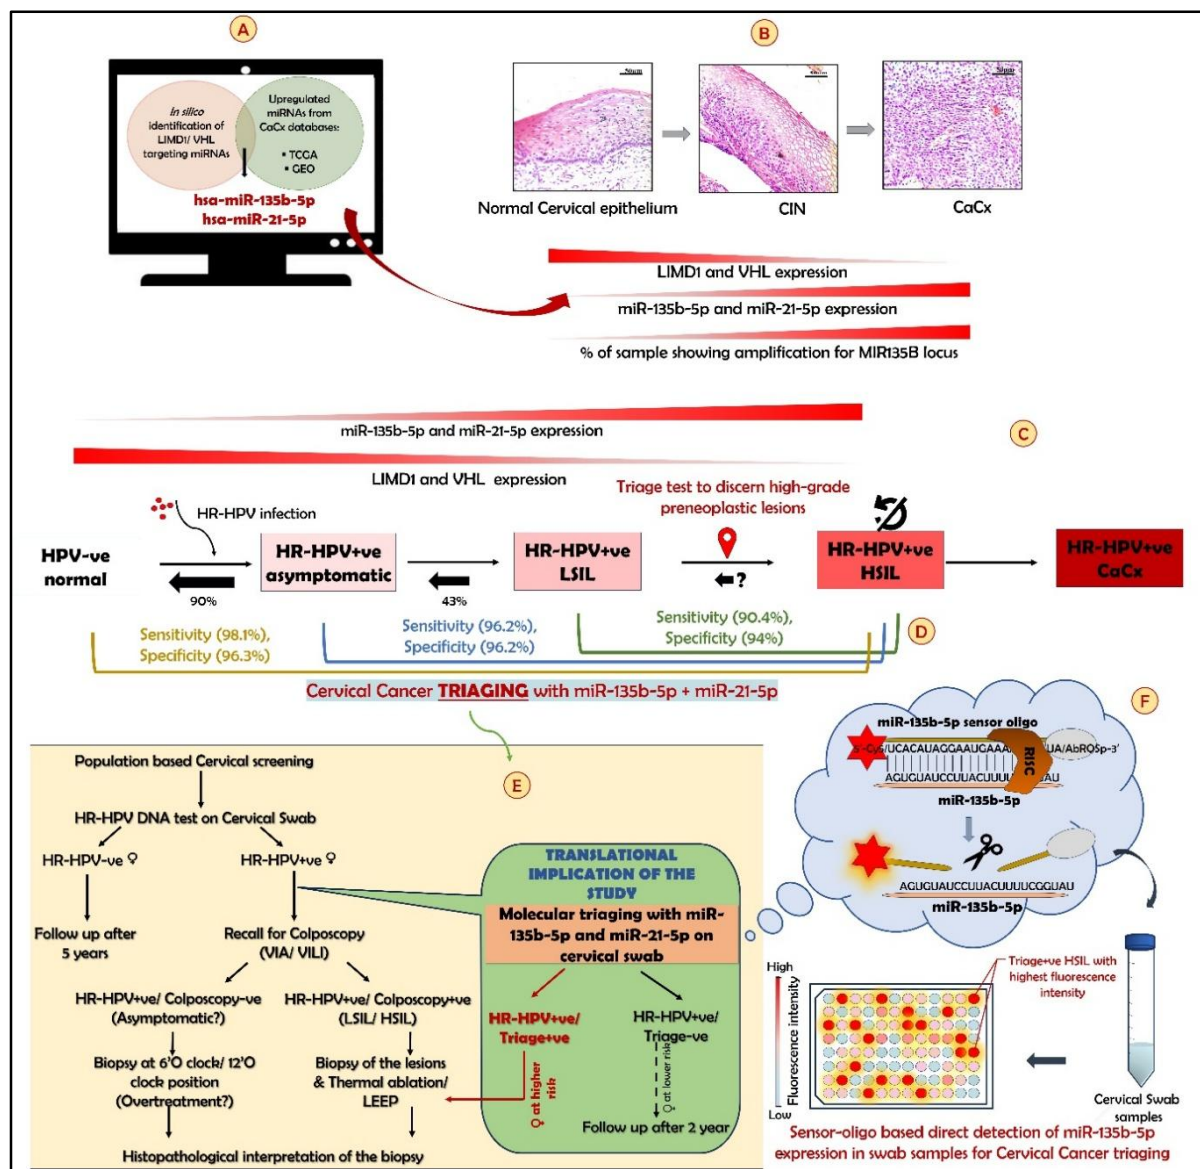 A
In silico
identification of
LIMD1/ VHL
targeting miRNAs
Upregulated
miRNAs from
CaCx databases:
▪ TCGA
▪ GEO
hsa-miR-135b-5p
hsa-miR-21-5p
B
50µm
Normal Cervical epithelium
CIN
CaCx
LIMD1 and VHL expression
miR-135b-5p and miR-21-5p expression
% of sample showing amplification for MIR135B locus
C
miR-135b-5p and miR-21-5p expression
LIMD1 and VHL expression
HR-HPV infection
Triage test to discern high-grade
preneoplastic lesions
HPV-ve
normal
90%
HR-HPV+ve
asymptomatic
43%
HR-HPV+ve
LSIL
?
HR-HPV+ve
HSIL
HR-HPV+ve
CaCx
Sensitivity (98.1%),
Specificity (96.3%)
Sensitivity (96.2%),
Specificity (96.2%)
Sensitivity (90.4%),
Specificity (94%)
D
Cervical Cancer TRIAGING with miR-135b-5p + miR-21-5p
E
Population based Cervical screening
HR-HPV DNA test on Cervical Swab
HR-HPV-ve ♀
HR-HPV+ve ♀
Follow up after
5 years
Recall for Colposcopy
(VIA/ VILI)
HR-HPV+ve/ Colposcopy-ve
(Asymptomatic?)
HR-HPV+ve/ Colposcopy+ve
(LSIL/ HSIL)
Biopsy at 6'O clock/ 12'O
clock position
(Overtreatment?)
Biopsy of the lesions
& Thermal ablation/
LEEP
Histopathological interpretation of the biopsy
TRANSLATIONAL
IMPLICATION OF THE
STUDY
Molecular triaging with miR-
135b-5p and miR-21-5p on
cervical swab
HR-HPV+ve/
Triage+ve
HR-HPV+ve/
Triage-ve
♀ at higher
risk
♀ at lower risk
Follow up after 2 year
F
miR-135b-5p sensor oligo
5'-Cy5/UCACAUAGGAAUGAAA
UA/AbRQSp-3'
RISC
AGUGUAUCCUUACUUUU
GAU
miR-135b-5p
AGUGUAUCCUUACUUUUCGGUAU
miR-135b-5p
High
Fluorescence intensity
Low
Triage+ve HSIL with
highest fluorescence
intensity
Cervical Swab
samples
Sensor-oligo based direct detection of miR-135b-5p
expression in swab samples for Cervical Cancer triaging